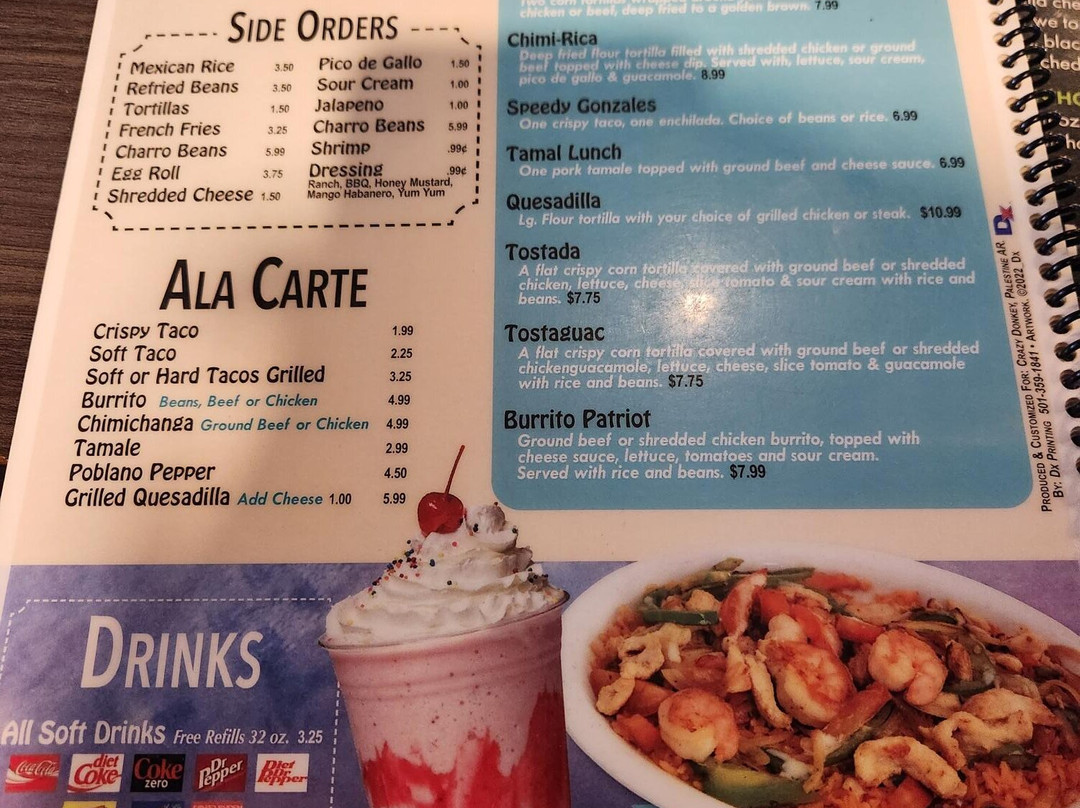 SIDE ORDERS
Mexican Rice 3.50
Refried Beans 3.50
Tortillas 1.50
French Fries 3.25
Charro Beans 5.99
Egg Roll 3.75
Shredded Cheese 1.50
Pico de Gallo 1.50
Sour Cream 1.00
Jalapeno 1.00
Charro Beans 5.99
Shrimp .99¢
Dressing .99¢
Ranch, BBQ, Honey Mustard,
Mango Habanero, Yum Yum
ALA CARTE
Crispy Taco 1.99
Soft Taco 2.25
Soft or Hard Tacos Grilled 3.25
Burrito Beans, Beef or Chicken 4.99
Chimichanga Ground Beef or Chicken 4.99
Tamale 2.99
Poblano Pepper 4.50
Grilled Quesadilla Add Cheese 1.00 5.99
chicken or beef, deep fried to a golden brown. 7.99
Chimi-Rica
Deep fried flour tortilla filled with shredded chicken or ground
beef topped with cheese dip. Served with, lettuce, sour cream,
pico de gallo & guacamole. 8.99
Speedy Gonzales
One crispy taco, one enchilada. Choice of beans or rice. 6.99
Tamal Lunch
One pork tamale topped with ground beef and cheese sauce. 6.99
Quesadilla
Lg. Flour tortilla with your choice of grilled chicken or steak. $10.99
Tostada
A flat crispy corn tortilla covered with ground beef or shredded
chicken, lettuce, cheese, slice tomato & sour cream with rice and
beans. $7.75
Tostaguac
A flat crispy corn tortilla covered with ground beef or shredded
chickenguacamole, lettuce, cheese, slice tomato & guacamole
with rice and beans. $7.75
Burrito Patriot
Ground beef or shredded chicken burrito, topped with
cheese sauce, lettuce, tomatoes and sour cream.
Served with rice and beans. $7.99
PRODUCED & CUSTOMIZED FOR: CRAZY DONKEY, PALESTINE AR.
BY: DX PRINTING 501-359-1841 • ARTWORK. ©2022 Dx
Dx
DRINKS
All Soft Drinks Free Refills 32 oz. 3.25
Coca-Cola
diet Coke
Coke zero
Dr Pepper
Diet Dr Pepper